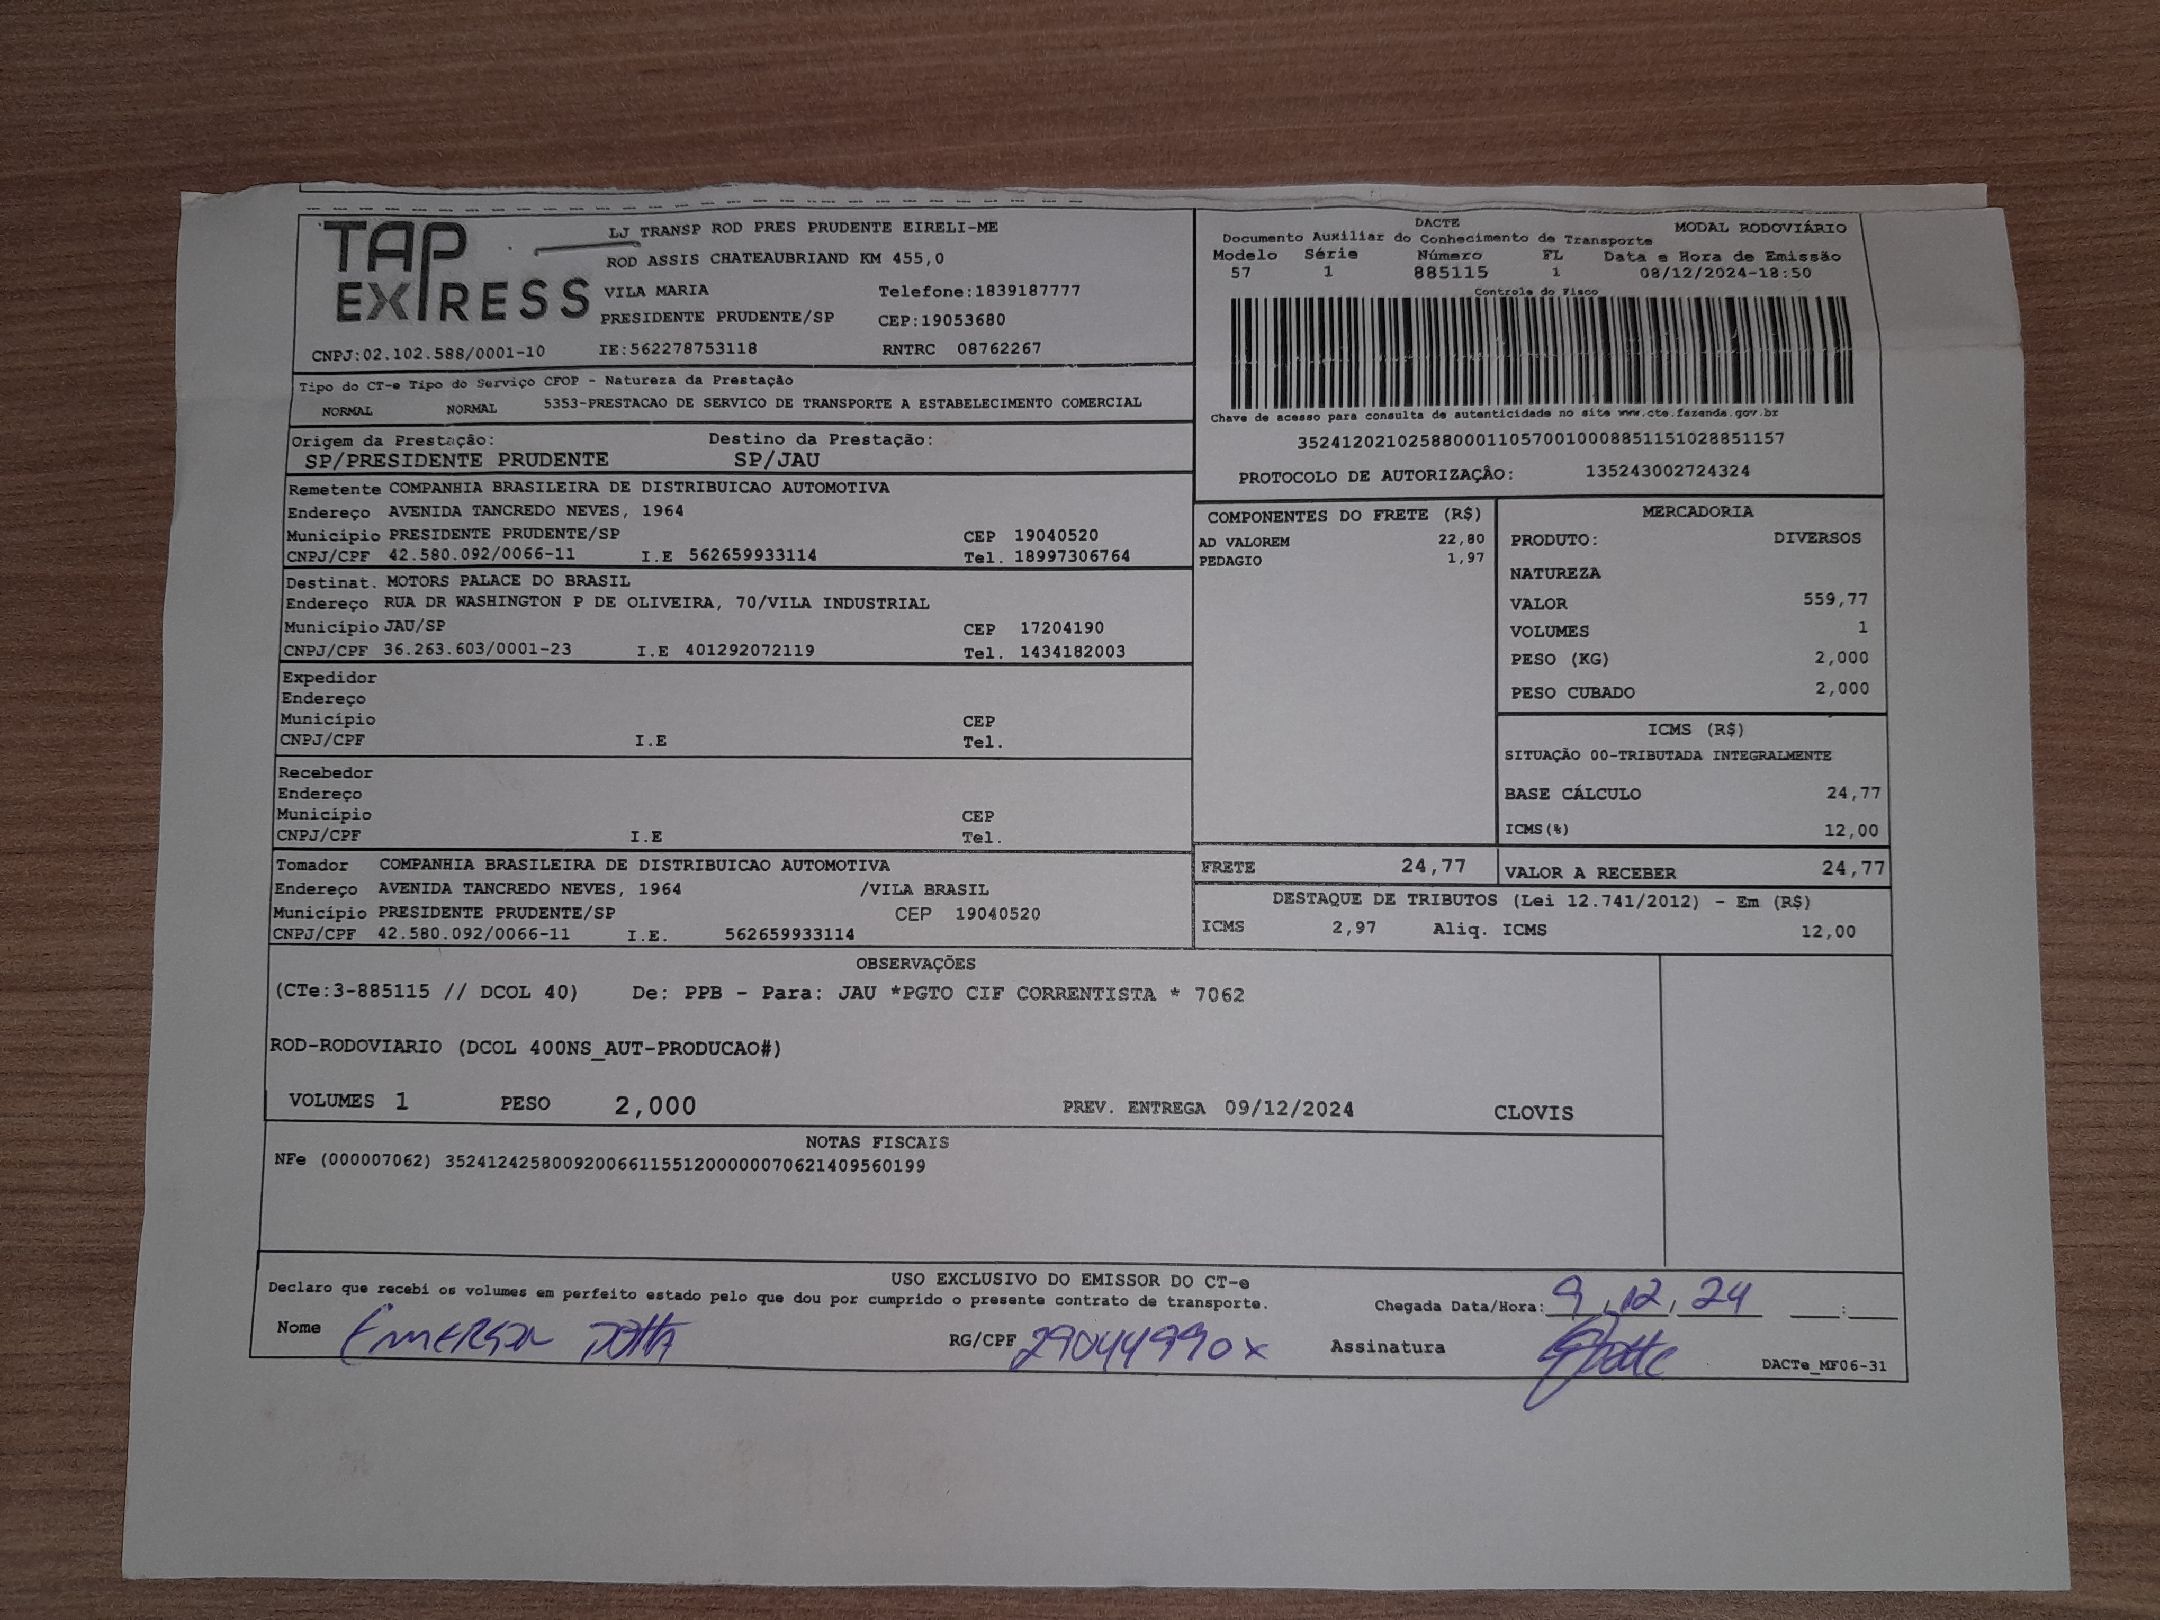 TAP EXPRESS
LJ TRANSP ROD PRES PRUDENTE EIRELI-ME
ROD ASSIS CHATEAUBRIAND KM 455,0
VILA MARIA Telefone:1839187777
PRESIDENTE PRUDENTE/SP CEP:19053680
CNPJ:02.102.588/0001-10 IE:562278753118 RNTRC 08762267
DACTE MODAL RODOVIÁRIO
Documento Auxiliar do Conhecimento de Transporte
Modelo Série Número FL Data e Hora de Emissão
57 1 885115 1 08/12/2024-18:50
Controle do Fisco
Chave de acesso para consulta de autenticidade no site www.cte.fazenda.gov.br
35241202102588000110570010008851151028851157
PROTOCOLO DE AUTORIZAÇÃO: 135243002724324
Tipo do CT-e Tipo do Serviço CFOP - Natureza da Prestação
NORMAL NORMAL 5353-PRESTACAO DE SERVICO DE TRANSPORTE A ESTABELECIMENTO COMERCIAL
Origem da Prestação: Destino da Prestação:
SP/PRESIDENTE PRUDENTE SP/JAU
Remetente COMPANHIA BRASILEIRA DE DISTRIBUICAO AUTOMOTIVA
Endereço AVENIDA TANCREDO NEVES, 1964
Município PRESIDENTE PRUDENTE/SP CEP 19040520
CNPJ/CPF 42.580.092/0066-11 I.E 562659933114 Tel. 18997306764
Destinat. MOTORS PALACE DO BRASIL
Endereço RUA DR WASHINGTON P DE OLIVEIRA, 70/VILA INDUSTRIAL
Município JAU/SP CEP 17204190
CNPJ/CPF 36.263.603/0001-23 I.E 401292072119 Tel. 1434182003
Expedidor
Endereço
Município CEP
CNPJ/CPF I.E Tel.
Recebedor
Endereço
Município CEP
CNPJ/CPF I.E Tel.
Tomador COMPANHIA BRASILEIRA DE DISTRIBUICAO AUTOMOTIVA
Endereço AVENIDA TANCREDO NEVES, 1964 /VILA BRASIL
Município PRESIDENTE PRUDENTE/SP CEP 19040520
CNPJ/CPF 42.580.092/0066-11 I.E. 562659933114
COMPONENTES DO FRETE (R$)
AD VALOREM 22,80
PEDAGIO 1,97
MERCADORIA
PRODUTO: DIVERSOS
NATUREZA
VALOR 559,77
VOLUMES 1
PESO (KG) 2,000
PESO CUBADO 2,000
ICMS (R$)
SITUAÇÃO 00-TRIBUTADA INTEGRALMENTE
BASE CÁLCULO 24,77
ICMS(%) 12,00
FRETE 24,77 VALOR A RECEBER 24,77
DESTAQUE DE TRIBUTOS (Lei 12.741/2012) - Em (R$)
ICMS 2,97 Aliq. ICMS 12,00
OBSERVAÇÕES
(CTe:3-885115 // DCOL 40) De: PPB - Para: JAU *PGTO CIF CORRENTISTA * 7062
ROD-RODOVIARIO (DCOL 400NS_AUT-PRODUCAO#)
VOLUMES 1 PESO 2,000 PREV. ENTREGA 09/12/2024 CLOVIS
NOTAS FISCAIS
NFe (000007062) 35241242580092006611551200000070621409560199
USO EXCLUSIVO DO EMISSOR DO CT-e
Declaro que recebi os volumes em perfeito estado pelo que dou por cumprido o presente contrato de transporte.
Chegada Data/Hora: 9,12,24 __:__
Nome EMERSON DOTTA RG/CPF 29044990x Assinatura
DACTe_MF06-31